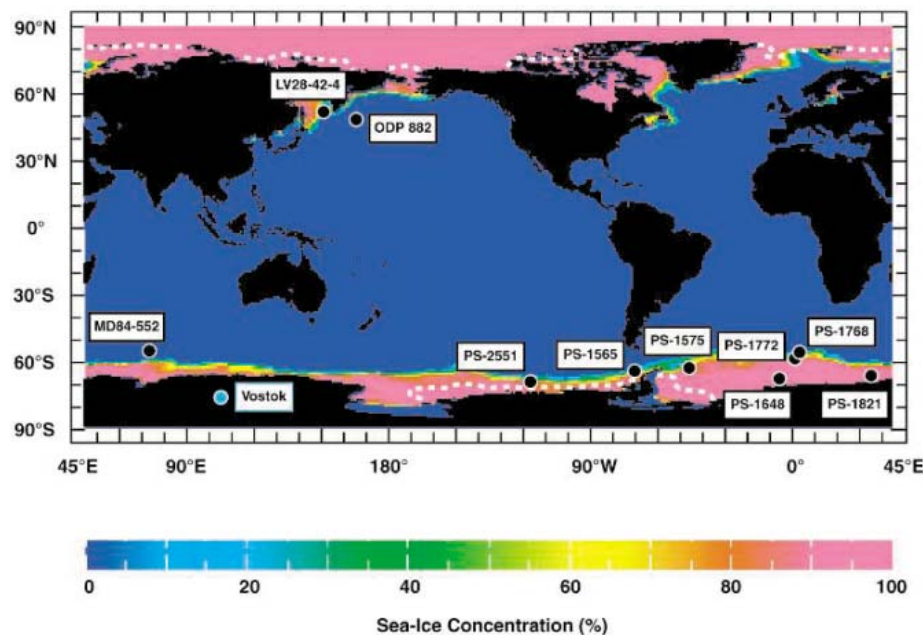 90°N
60°N
30°N
0°
30°S
60°S
90°S
LV28-42-4
ODP 882
MD84-552
PS-2551
PS-1565
PS-1575
PS-1772
PS-1768
Vostok
PS-1648
PS-1821
45°E
90°E
180°
90°W
0°
45°E
0
20
40
60
80
100
Sea-Ice Concentration (%)